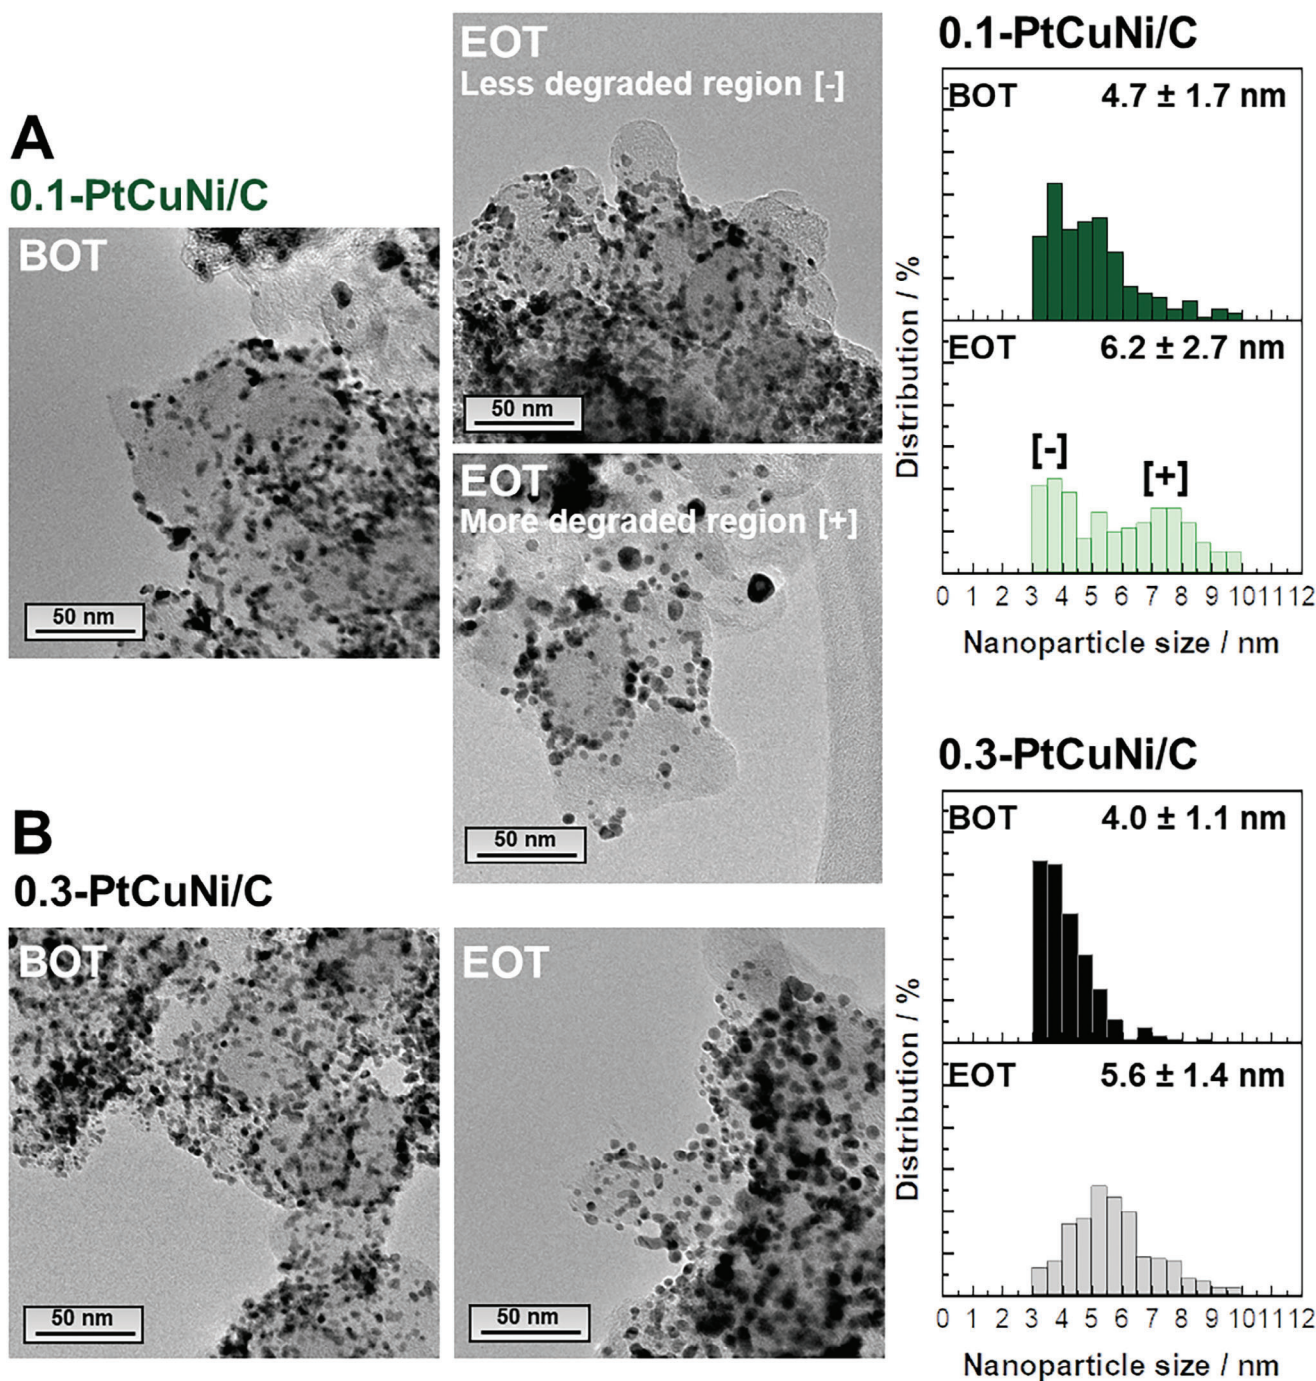 A
0.1-PtCuNi/C
BOT
50 nm
EOT
Less degraded region [-]
50 nm
EOT
More degraded region [+]
50 nm
0.1-PtCuNi/C
BOT 4.7 ± 1.7 nm
EOT 6.2 ± 2.7 nm
[-] [+]
Distribution / %
0 1 2 3 4 5 6 7 8 9 10 11 12
Nanoparticle size / nm
B
0.3-PtCuNi/C
BOT
50 nm
EOT
50 nm
0.3-PtCuNi/C
BOT 4.0 ± 1.1 nm
EOT 5.6 ± 1.4 nm
Distribution / %
0 1 2 3 4 5 6 7 8 9 10 11 12
Nanoparticle size / nm